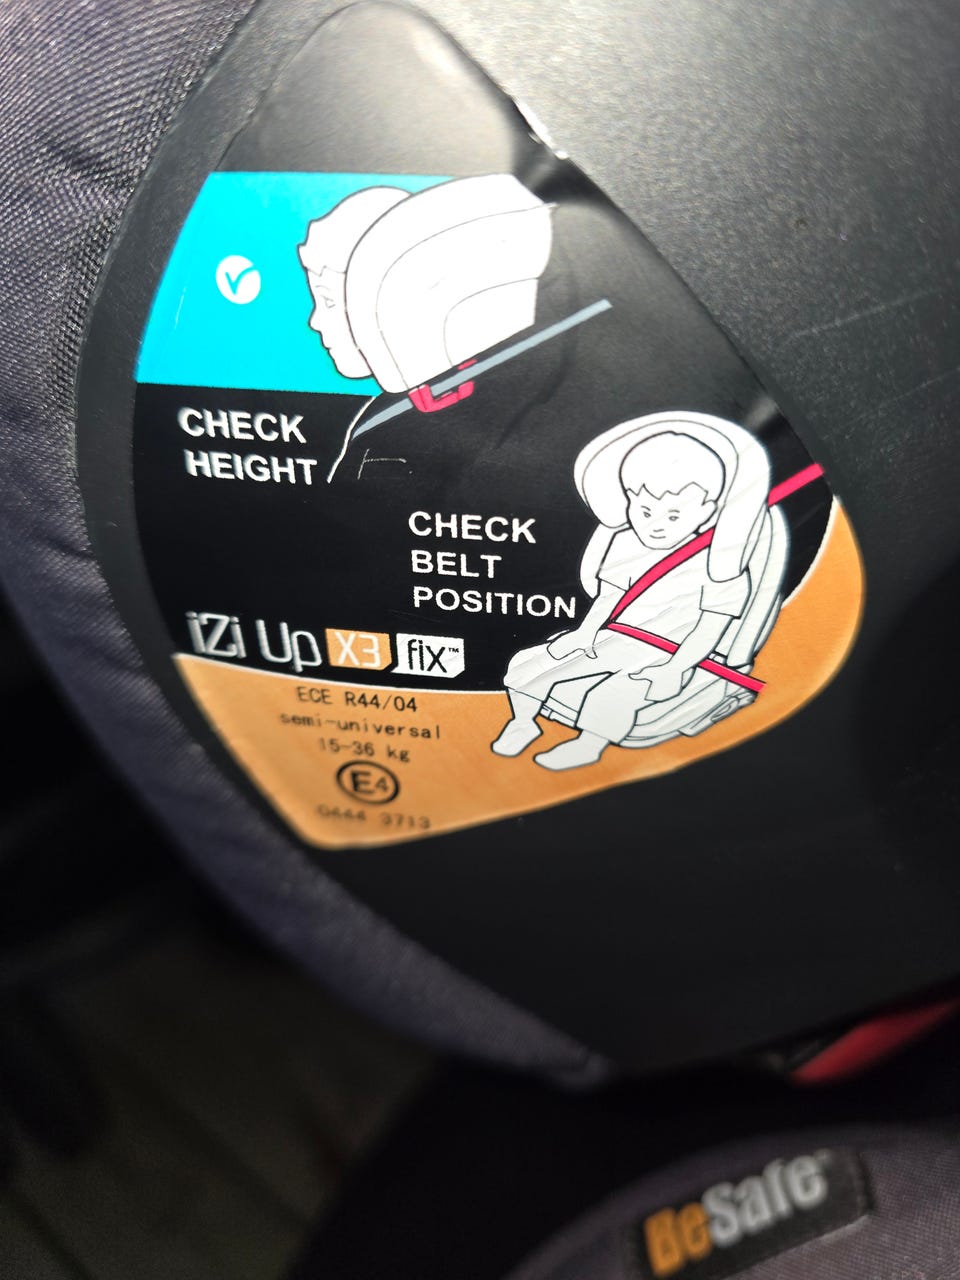 CHECK
HEIGHT
CHECK
BELT
POSITION
iZi Up X3 fix™
ECE R44/04
semi-universal
15-36 kg
E4
0444 3713
BeSafe™